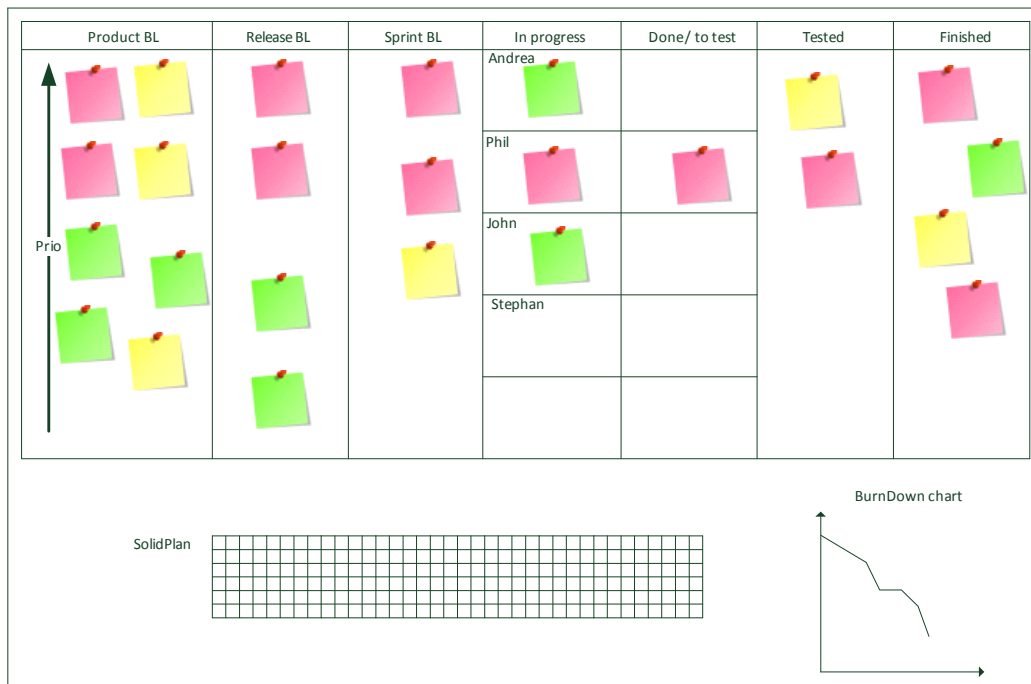 Product BL
Release BL
Sprint BL
In progress
Done/ to test
Tested
Finished
Andrea
Phil
John
Stephan
Prio
BurnDown chart
SolidPlan